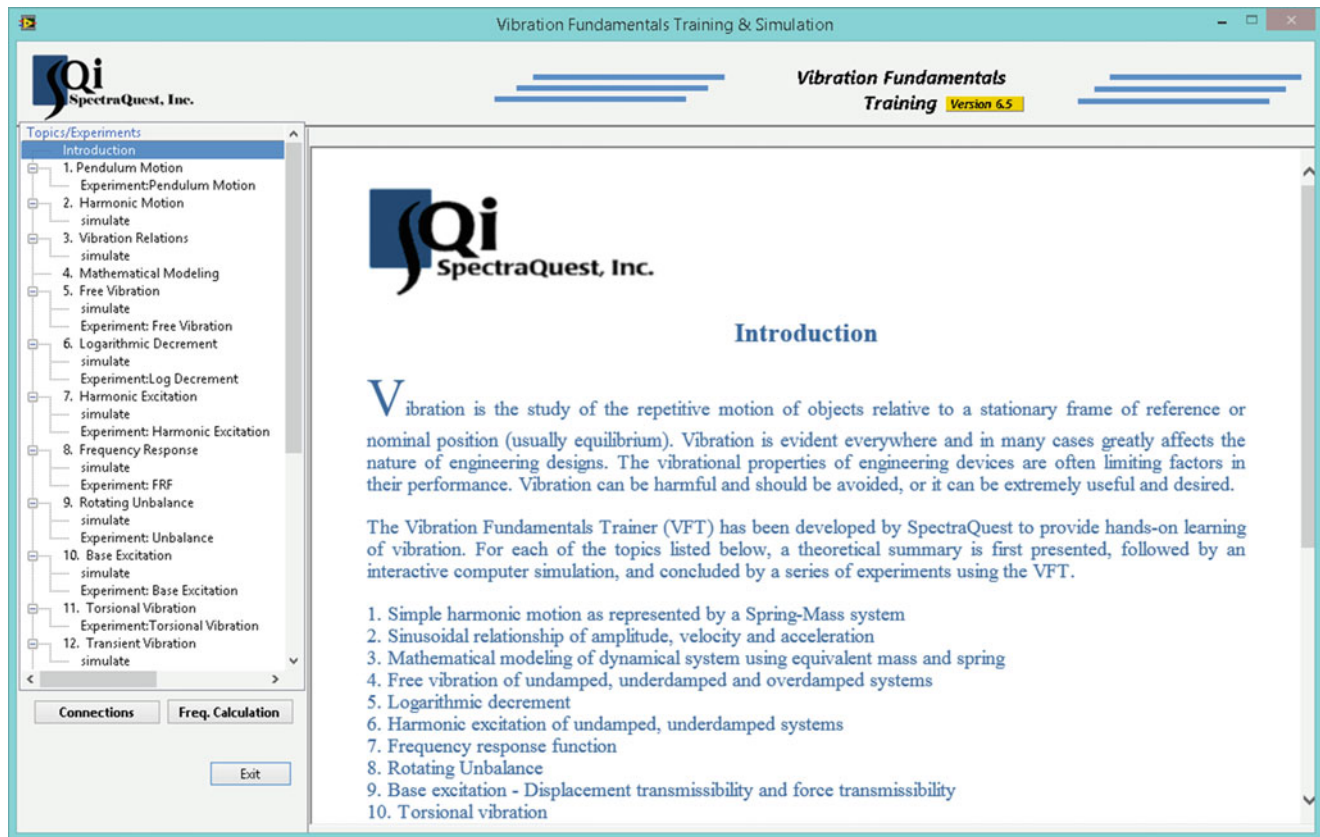 Vibration Fundamentals Training & Simulation
Qi
SpectraQuest, Inc.
Vibration Fundamentals
Training Version 6.5
Topics/Experiments
Introduction
1. Pendulum Motion
Experiment:Pendulum Motion
2. Harmonic Motion
simulate
3. Vibration Relations
simulate
4. Mathematical Modeling
5. Free Vibration
simulate
Experiment: Free Vibration
6. Logarithmic Decrement
simulate
Experiment:Log Decrement
7. Harmonic Excitation
simulate
Experiment: Harmonic Excitation
8. Frequency Response
simulate
Experiment: FRF
9. Rotating Unbalance
simulate
Experiment: Unbalance
10. Base Excitation
simulate
Experiment: Base Excitation
11. Torsional Vibration
Experiment:Torsional Vibration
12. Transient Vibration
simulate
Connections Freq. Calculation
Exit
Qi
SpectraQuest, Inc.
Introduction
Vibration is the study of the repetitive motion of objects relative to a stationary frame of reference or
nominal position (usually equilibrium). Vibration is evident everywhere and in many cases greatly affects the
nature of engineering designs. The vibrational properties of engineering devices are often limiting factors in
their performance. Vibration can be harmful and should be avoided, or it can be extremely useful and desired.
The Vibration Fundamentals Trainer (VFT) has been developed by SpectraQuest to provide hands-on learning
of vibration. For each of the topics listed below, a theoretical summary is first presented, followed by an
interactive computer simulation, and concluded by a series of experiments using the VFT.
1. Simple harmonic motion as represented by a Spring-Mass system
2. Sinusoidal relationship of amplitude, velocity and acceleration
3. Mathematical modeling of dynamical system using equivalent mass and spring
4. Free vibration of undamped, underdamped and overdamped systems
5. Logarithmic decrement
6. Harmonic excitation of undamped, underdamped systems
7. Frequency response function
8. Rotating Unbalance
9. Base excitation - Displacement transmissibility and force transmissibility
10. Torsional vibration